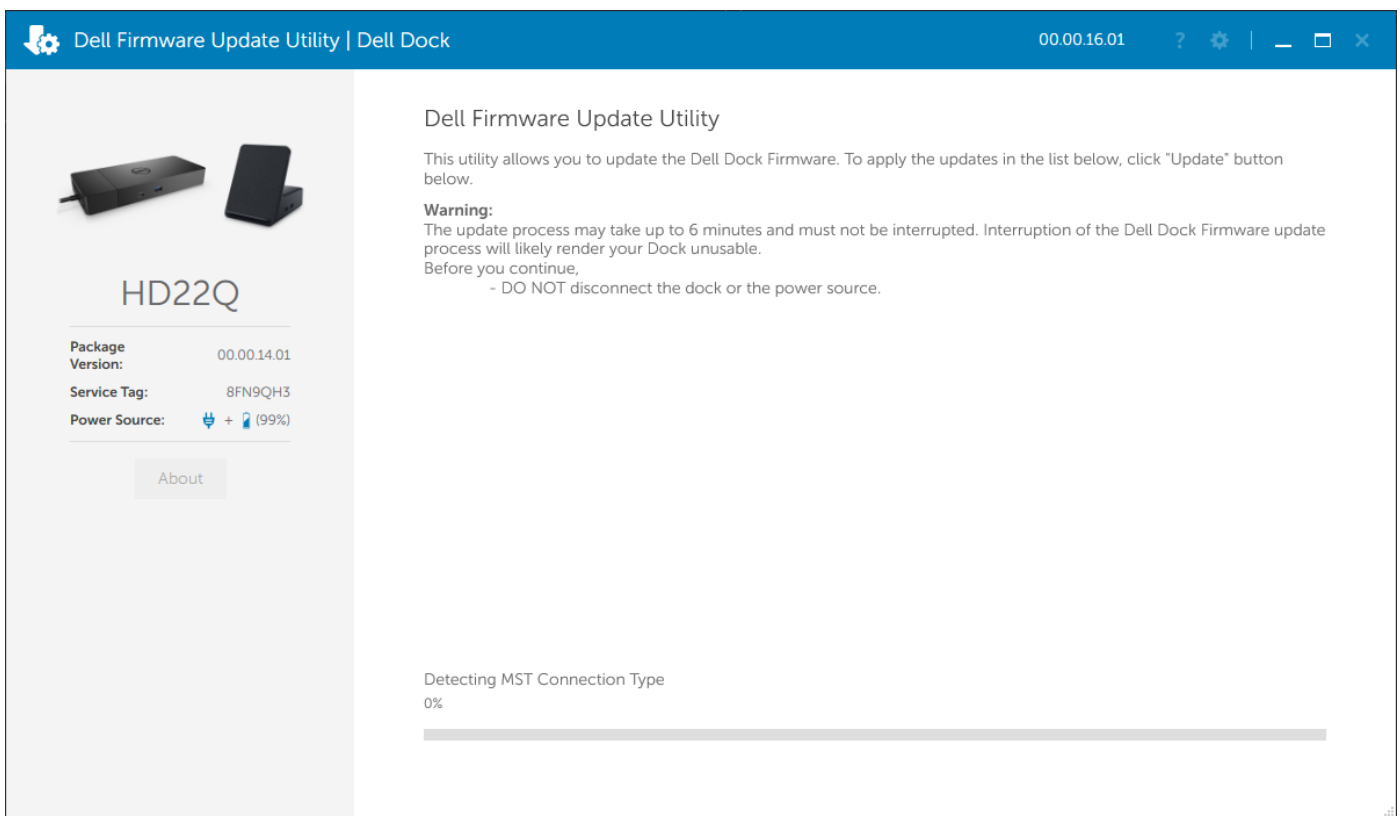 Dell Firmware Update Utility | Dell Dock
00.00.16.01
?
Dell Firmware Update Utility
This utility allows you to update the Dell Dock Firmware. To apply the updates in the list below, click "Update" button
below.
Warning:
The update process may take up to 6 minutes and must not be interrupted. Interruption of the Dell Dock Firmware update
process will likely render your Dock unusable.
Before you continue,
- DO NOT disconnect the dock or the power source.
HD22Q
Package
Version: 00.00.14.01
Service Tag: 8FN9QH3
Power Source: + (99%)
About
Detecting MST Connection Type
0%